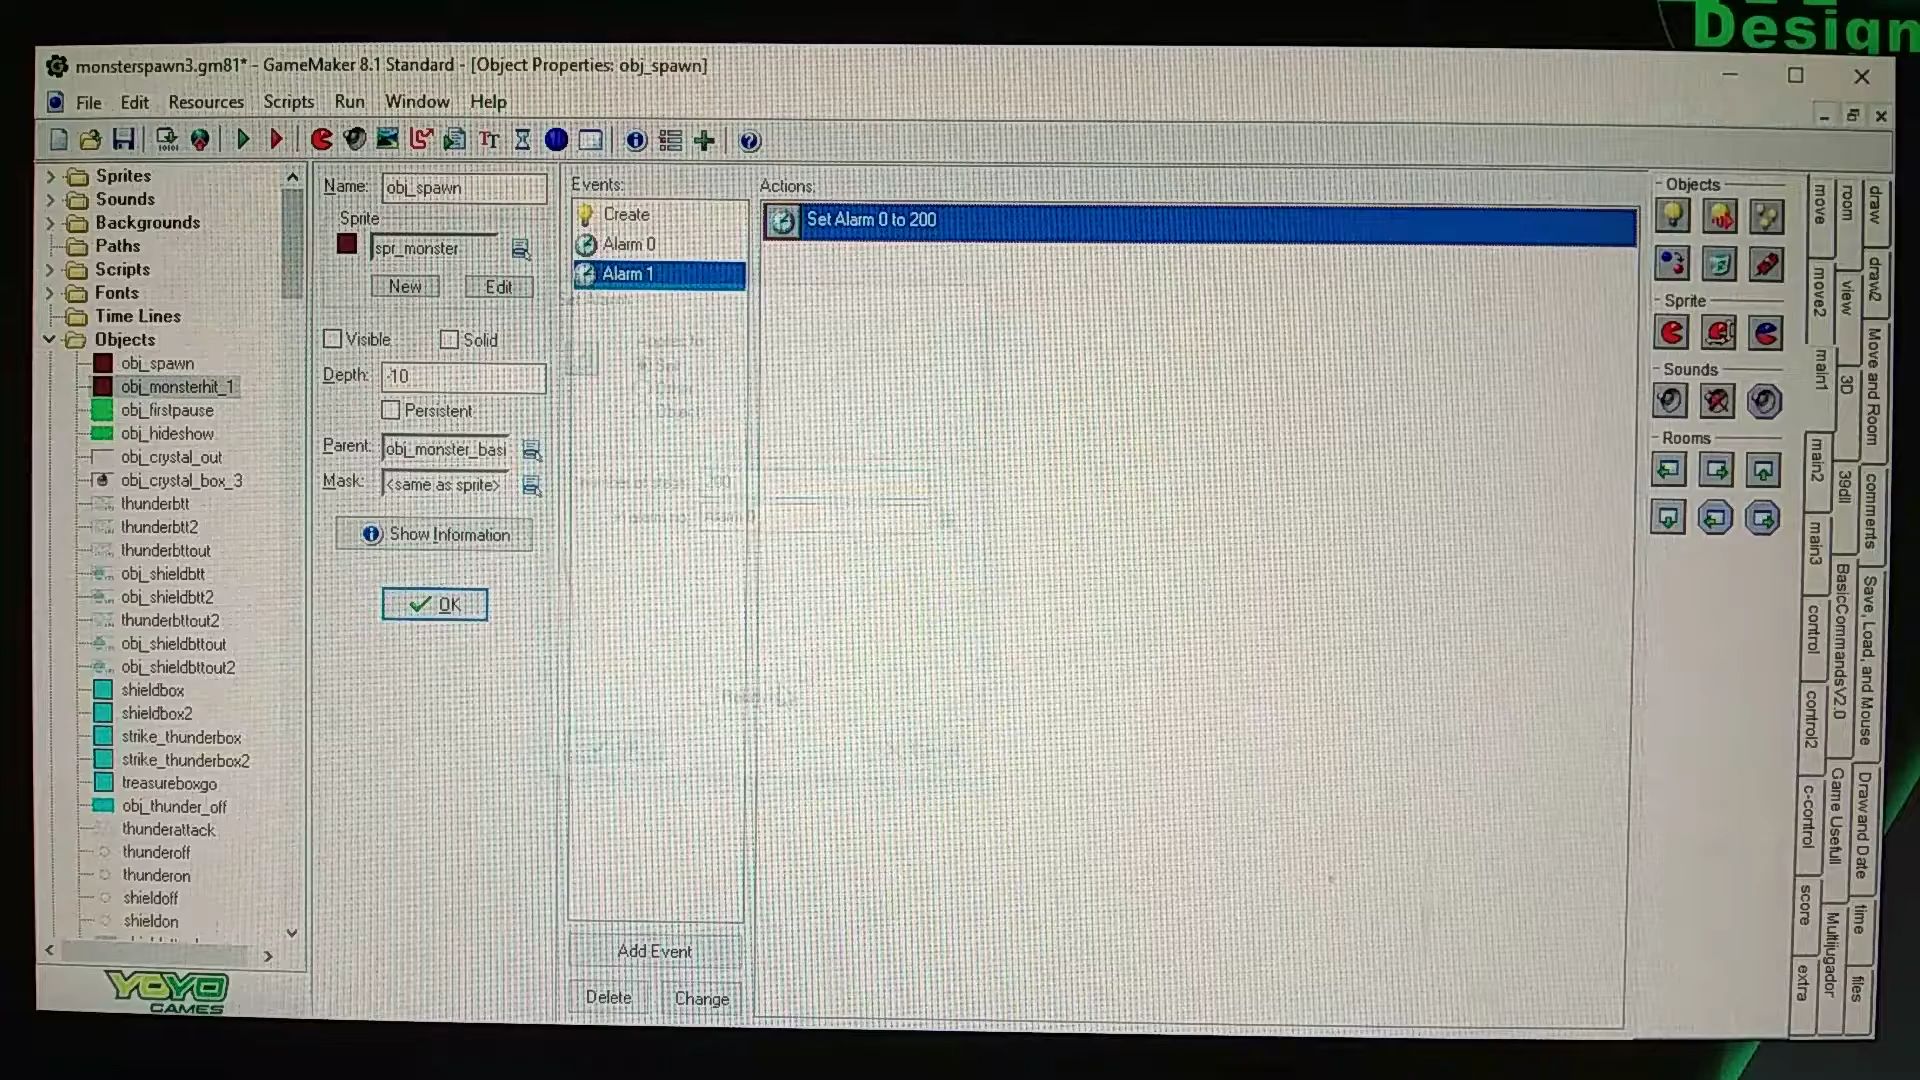 Design
monsterspawn3.gm81* - GameMaker 8.1 Standard - [Object Properties: obj_spawn]
File Edit Resources Scripts Run Window Help
Sprites
Sounds
Backgrounds
Paths
Scripts
Fonts
Time Lines
Objects
obj_spawn
obj_monsterhit_1
obj_firstpause
obj_hideshow
obj_crystal_out
obj_crystal_box_3
thunderbtt
thunderbtt2
thunderbttout
obj_shieldbtt
obj_shieldbtt2
thunderbttout2
obj_shieldbttout
obj_shieldbttout2
shieldbox
shieldbox2
strike_thunderbox
strike_thunderbox2
treasureboxgo
obj_thunder_off
thunderattack
thunderoff
thunderon
shieldoff
shieldon
YOYO
GAMES
Name: obj_spawn
Sprite
spr_monster
New Edit
Visible Solid
Depth: -10
Persistent
Parent: obj_monster_basi
Mask: <same as sprite>
Show Information
OK
Events:
Create
Alarm 0
Alarm 1
Add Event
Delete Change
Actions:
Set Alarm 0 to 200
Objects
Sprite
Sounds
Rooms
move
move2
main1
main2
main3
control
control2
c-control
score
extra
room
view
3D
39dll
BasicCommandsV2.0
Game Usefull
Multijugador
draw
draw2
Move and Room
comments
Save, Load, and Mouse
Draw and Date
time
files